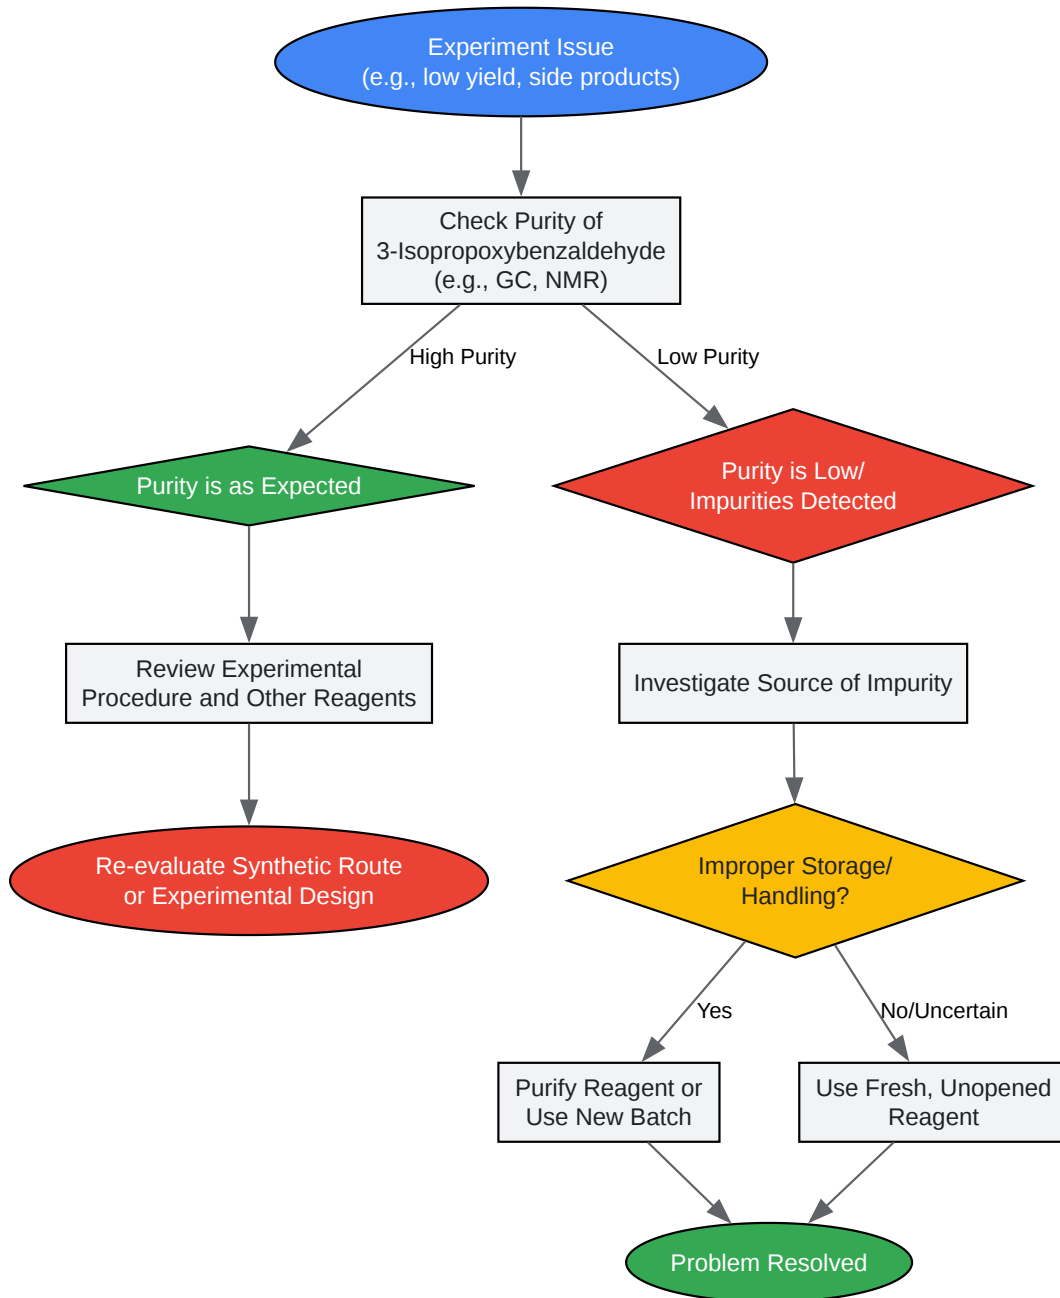 Experiment Issue
(e.g., low yield, side products)
Check Purity of
3-Isopropoxybenzaldehyde
(e.g., GC, NMR)
High Purity
Low Purity
Purity is as Expected
Purity is Low/
Impurities Detected
Review Experimental
Procedure and Other Reagents
Investigate Source of Impurity
Re-evaluate Synthetic Route
or Experimental Design
Improper Storage/
Handling?
Yes
No/Uncertain
Purify Reagent or
Use New Batch
Use Fresh, Unopened
Reagent
Problem Resolved